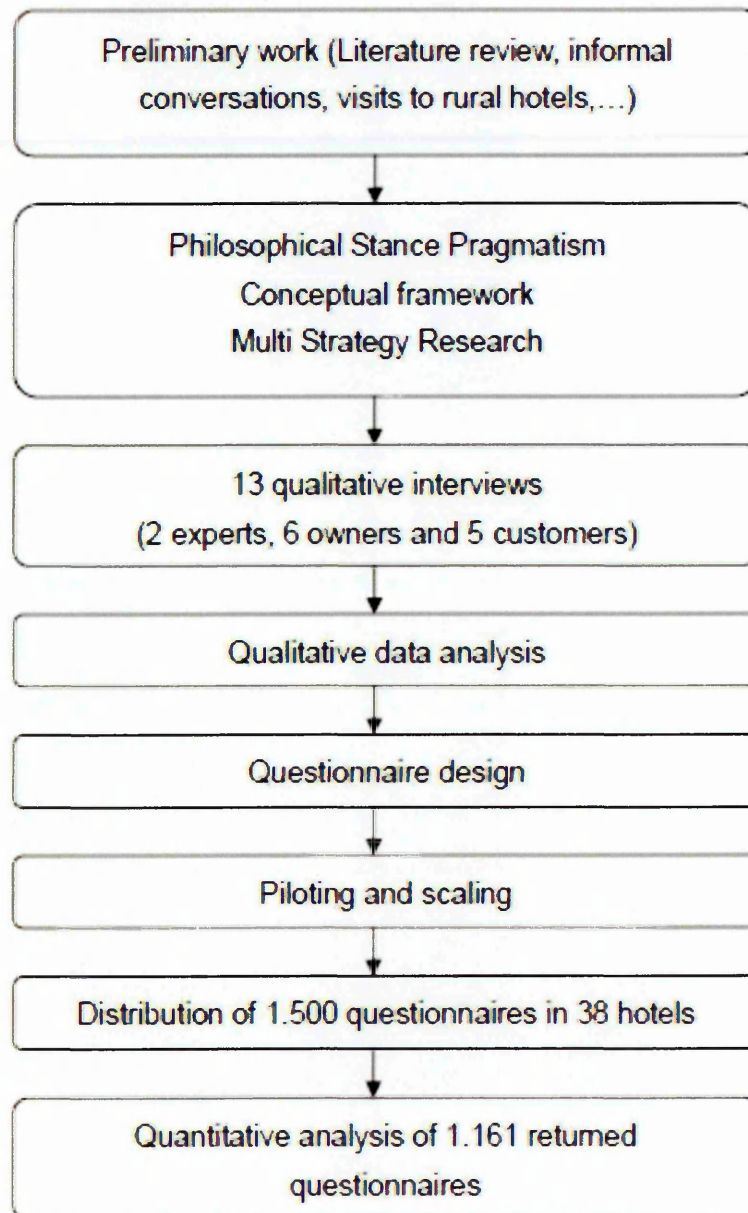 Preliminary work (Literature review, informal
conversations, visits to rural hotels,...)
Philosophical Stance Pragmatism
Conceptual framework
Multi Strategy Research
13 qualitative interviews
(2 experts, 6 owners and 5 customers)
Qualitative data analysis
Questionnaire design
Piloting and scaling
Distribution of 1.500 questionnaires in 38 hotels
Quantitative analysis of 1.161 returned
questionnaires